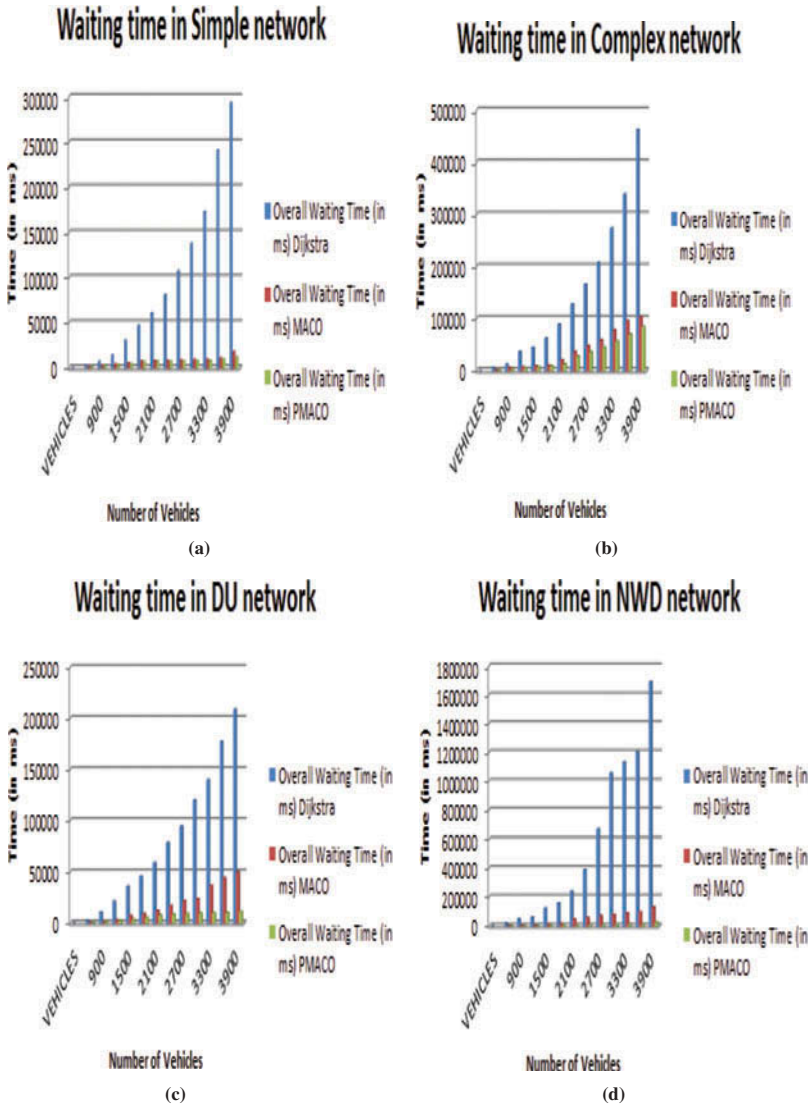 Waiting time in Simple network
Time (in ms)
300000
250000
200000
150000
100000
50000
0
VEHICLES
900
1500
2100
2700
3300
3900
Overall Waiting Time (in
ms) Dijkstra
Overall Waiting Time (in
ms) MACO
Overall Waiting Time (in
ms) PMACO
Number of Vehicles
(a)
Waiting time in Complex network
Time (in ms)
500000
400000
300000
200000
100000
0
VEHICLES
900
1500
2100
2700
3300
3900
Overall Waiting Time (in
ms) Dijkstra
Overall Waiting Time (in
ms) MACO
Overall Waiting Time (in
ms) PMACO
Number of Vehicles
(b)
Waiting time in DU network
Time (in ms)
250000
200000
150000
100000
50000
0
VEHICLES
900
1500
2100
2700
3300
3900
Overall Waiting Time (in
ms) Dijkstra
Overall Waiting Time (in
ms) MACO
Overall Waiting Time (in
ms) PMACO
Number of Vehicles
(c)
Waiting time in NWD network
Time (in ms)
1800000
1600000
1400000
1200000
1000000
800000
600000
400000
200000
0
VEHICLES
900
1500
2100
2700
3300
3900
Overall Waiting Time (in
ms) Dijkstra
Overall Waiting Time (in
ms) MACO
Overall Waiting Time (in
ms) PMACO
Number of Vehicles
(d)